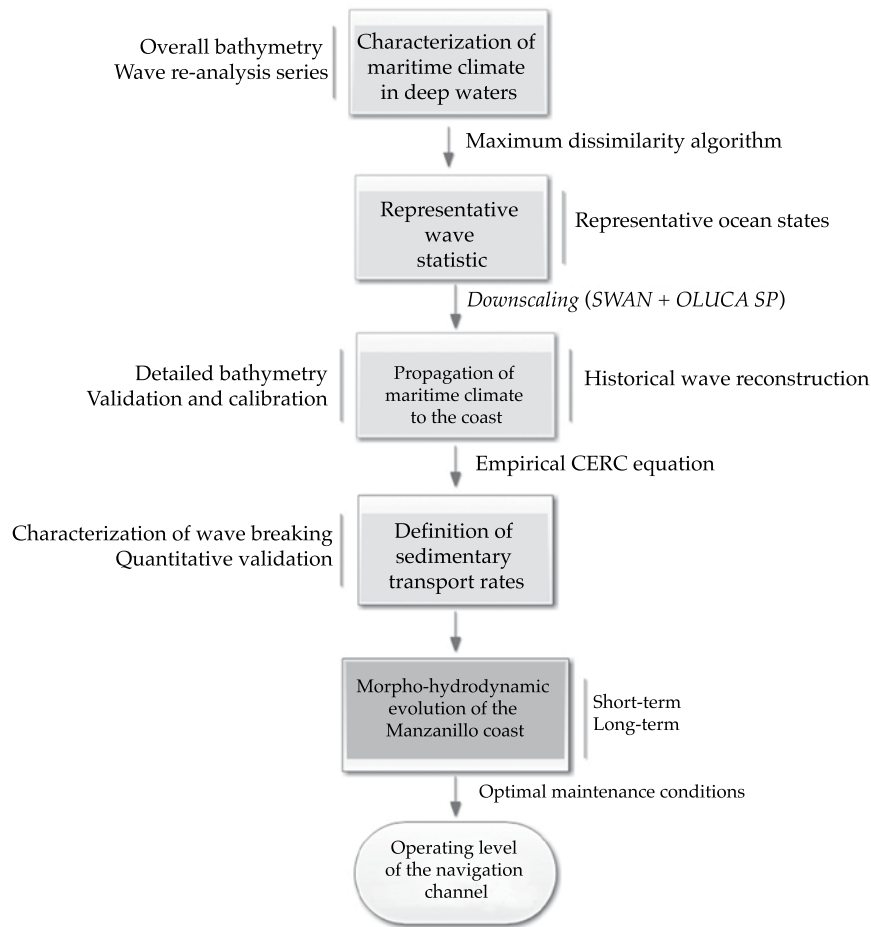 Overall bathymetry
Wave re-analysis series
Characterization of
maritime climate
in deep waters
Maximum dissimilarity algorithm
Representative
wave
statistic
Representative ocean states
Downscaling (SWAN + OLUCA SP)
Detailed bathymetry
Validation and calibration
Propagation of
maritime climate
to the coast
Historical wave reconstruction
Empirical CERC equation
Characterization of wave breaking
Quantitative validation
Definition of
sedimentary
transport rates
Morpho-hydrodynamic
evolution of the
Manzanillo coast
Short-term
Long-term
Optimal maintenance conditions
Operating level
of the navigation
channel